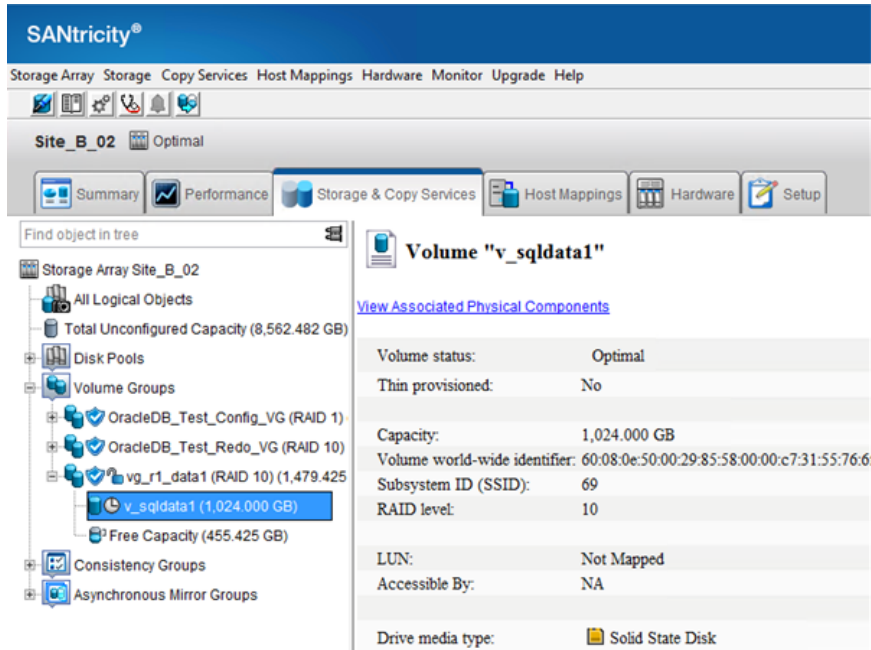 SANtricity®
Storage Array Storage Copy Services Host Mappings Hardware Monitor Upgrade Help
Site_B_02 Optimal
Summary Performance Storage & Copy Services Host Mappings Hardware Setup
Find object in tree
Storage Array Site_B_02
All Logical Objects
Total Unconfigured Capacity (8,562.482 GB)
Disk Pools
Volume Groups
OracleDB_Test_Config_VG (RAID 1)
OracleDB_Test_Redo_VG (RAID 10)
vg_r1_data1 (RAID 10) (1,479.425
v_sqldata1 (1,024.000 GB)
Free Capacity (455.425 GB)
Consistency Groups
Asynchronous Mirror Groups
Volume "v_sqldata1"
View Associated Physical Components
Volume status: Optimal
Thin provisioned: No
Capacity: 1,024.000 GB
Volume world-wide identifier: 60:08:0e:50:00:29:85:58:00:00:c7:31:55:76:6
Subsystem ID (SSID): 69
RAID level: 10
LUN: Not Mapped
Accessible By: NA
Drive media type: Solid State Disk